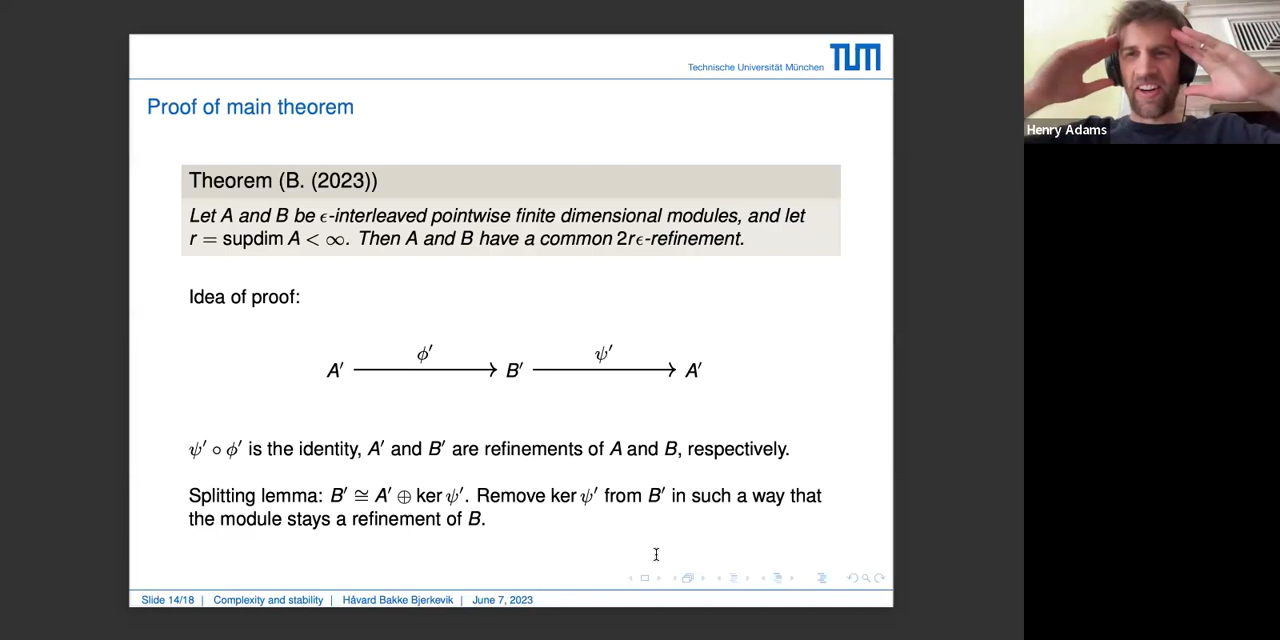 Technische Universität München
TUM
Proof of main theorem
Theorem (B. (2023))
Let A and B be ϵ-interleaved pointwise finite dimensional modules, and let
r = supdim A < ∞. Then A and B have a common 2rϵ-refinement.
Idea of proof:
A′ ϕ′ B′ ψ′ A′
ψ′ ∘ ϕ′ is the identity, A′ and B′ are refinements of A and B, respectively.
Splitting lemma: B′ ≅ A′ ⊕ ker ψ′. Remove ker ψ′ from B′ in such a way that
the module stays a refinement of B.
Slide 14/18 | Complexity and stability | Håvard Bakke Bjerkevik | June 7, 2023
Henry Adams